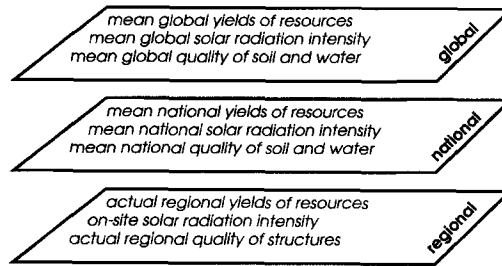 mean global yields of resources
mean global solar radiation intensity
mean global quality of soil and water
global
mean national yields of resources
mean national solar radiation intensity
mean national quality of soil and water
national
actual regional yields of resources
on-site solar radiation intensity
actual regional quality of structures
regional